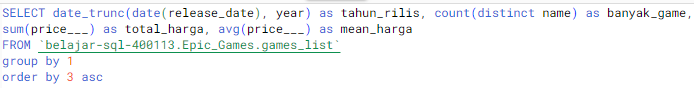 SELECT date_trunc(date(release_date), year) as tahun_rilis, count(distinct name) as banyak_game,
sum(price___) as total_harga, avg(price___) as mean_harga
FROM `belajar-sql-400113.Epic_Games.games_list`
group by 1
order by 3 asc